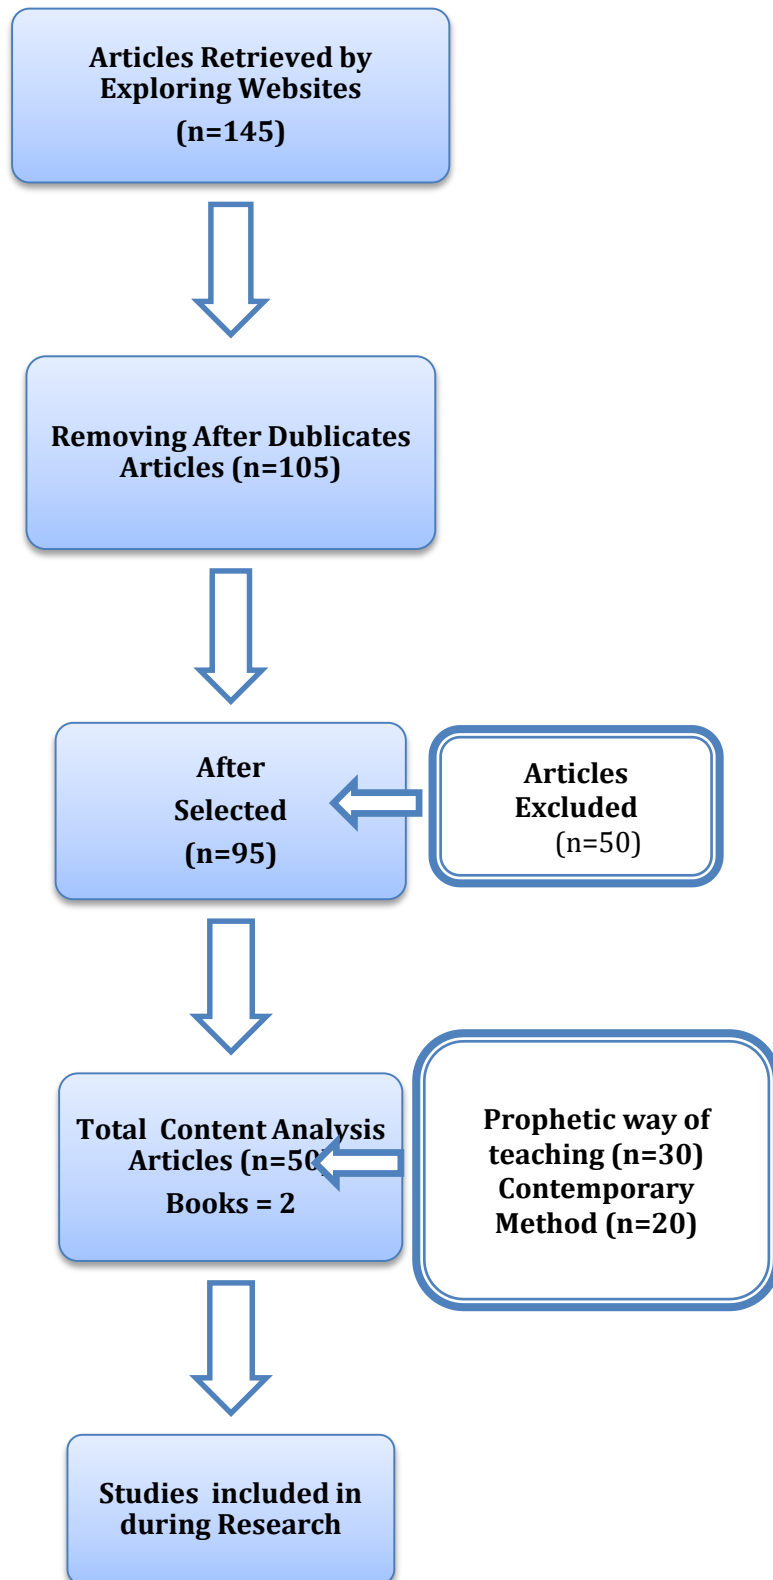 Articles Retrieved by
Exploring Websites
(n=145)
Removing After Dublicates
Articles (n=105)
After
Selected
(n=95)
Articles
Excluded
(n=50)
Total Content Analysis
Articles (n=50)
Books = 2
Prophetic way of
teaching (n=30)
Contemporary
Method (n=20)
Studies included in
during Research